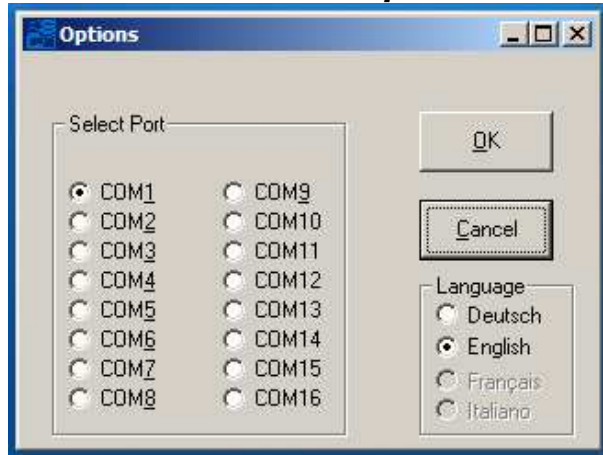 Options
Select Port
COM1
COM2
COM3
COM4
COM5
COM6
COM7
COM8
COM9
COM10
COM11
COM12
COM13
COM14
COM15
COM16
OK
Cancel
Language
Deutsch
English
Français
Italiano